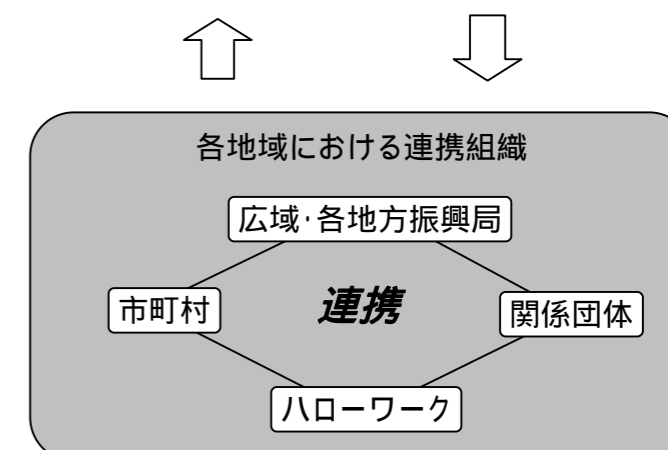 各地域における連携組織
広域・各地方振興局
市町村
連携
関係団体
ハローワーク